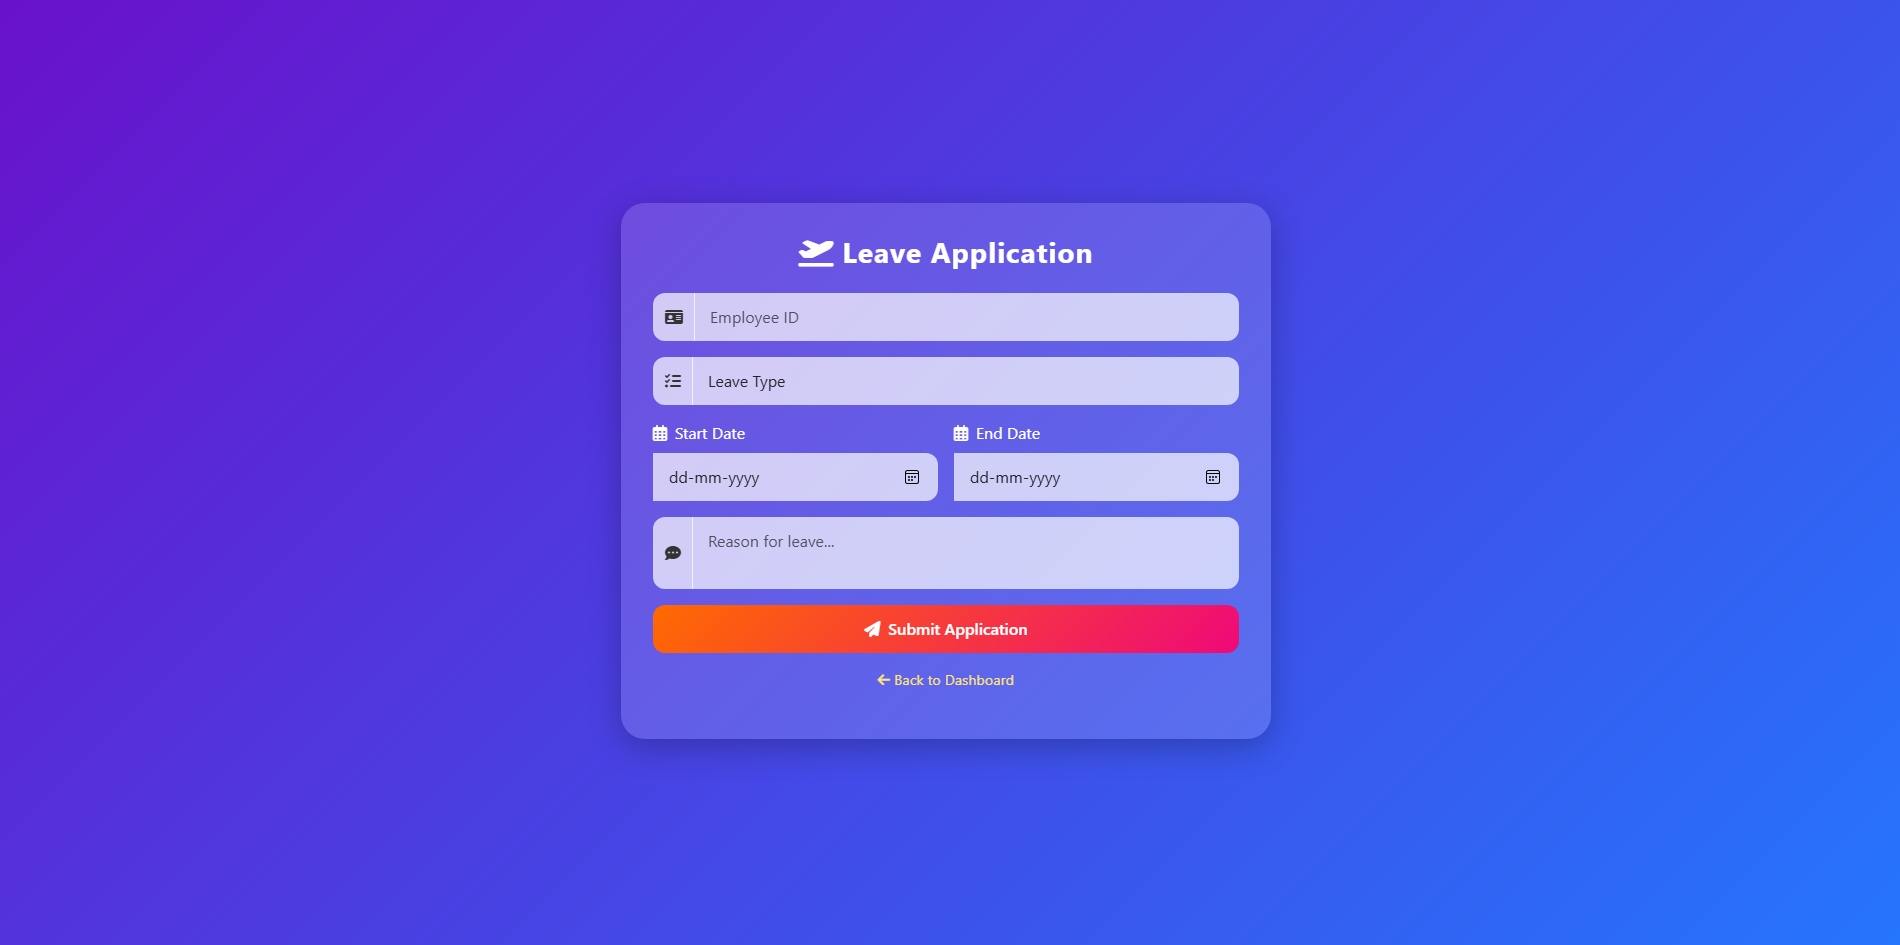 Leave Application
Employee ID
Leave Type
Start Date
End Date
dd-mm-yyyy
dd-mm-yyyy
Reason for leave...
Submit Application
Back to Dashboard